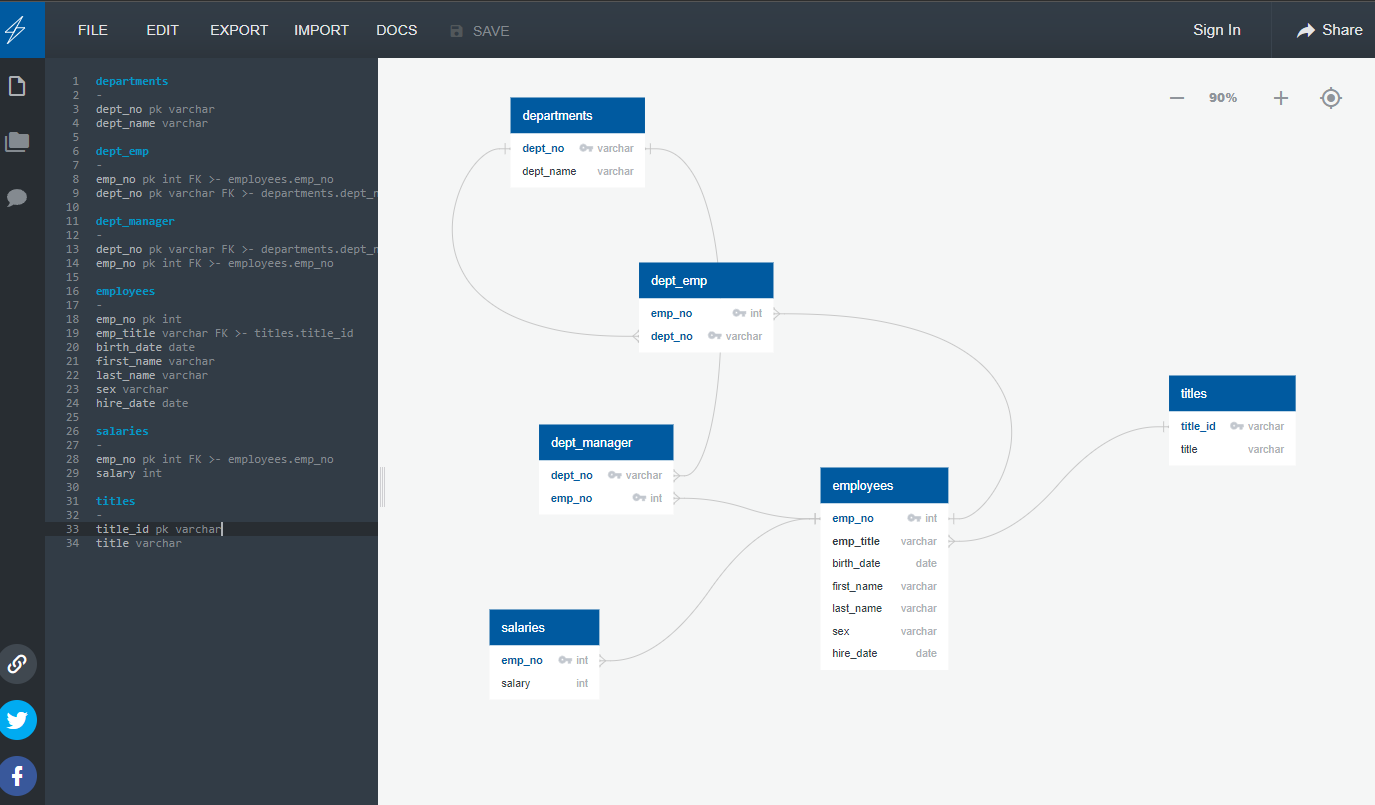 FILE EDIT EXPORT IMPORT DOCS SAVE Sign In Share
1 departments
2 -
3 dept_no pk varchar
4 dept_name varchar
5
6 dept_emp
7 -
8 emp_no pk int FK >- employees.emp_no
9 dept_no pk varchar FK >- departments.dept_n
10
11 dept_manager
12 -
13 dept_no pk varchar FK >- departments.dept_n
14 emp_no pk int FK >- employees.emp_no
15
16 employees
17 -
18 emp_no pk int
19 emp_title varchar FK >- titles.title_id
20 birth_date date
21 first_name varchar
22 last_name varchar
23 sex varchar
24 hire_date date
25
26 salaries
27 -
28 emp_no pk int FK >- employees.emp_no
29 salary int
30
31 titles
32 -
33 title_id pk varchar
34 title varchar
90%
departments
dept_no varchar
dept_name varchar
dept_emp
emp_no int
dept_no varchar
dept_manager
dept_no varchar
emp_no int
employees
emp_no int
emp_title varchar
birth_date date
first_name varchar
last_name varchar
sex varchar
hire_date date
titles
title_id varchar
title varchar
salaries
emp_no int
salary int